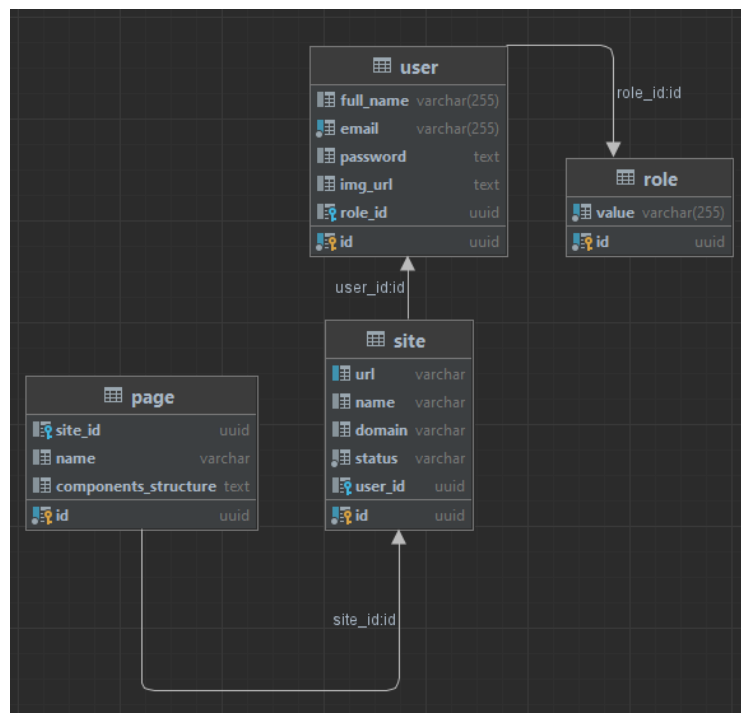 user
full_name varchar(255)
email varchar(255)
password text
img_url text
role_id uuid
id uuid
role_id:id
role
value varchar(255)
id uuid
user_id:id
site
url varchar
name varchar
domain varchar
status varchar
user_id uuid
id uuid
page
site_id uuid
name varchar
components_structure text
id uuid
site_id:id